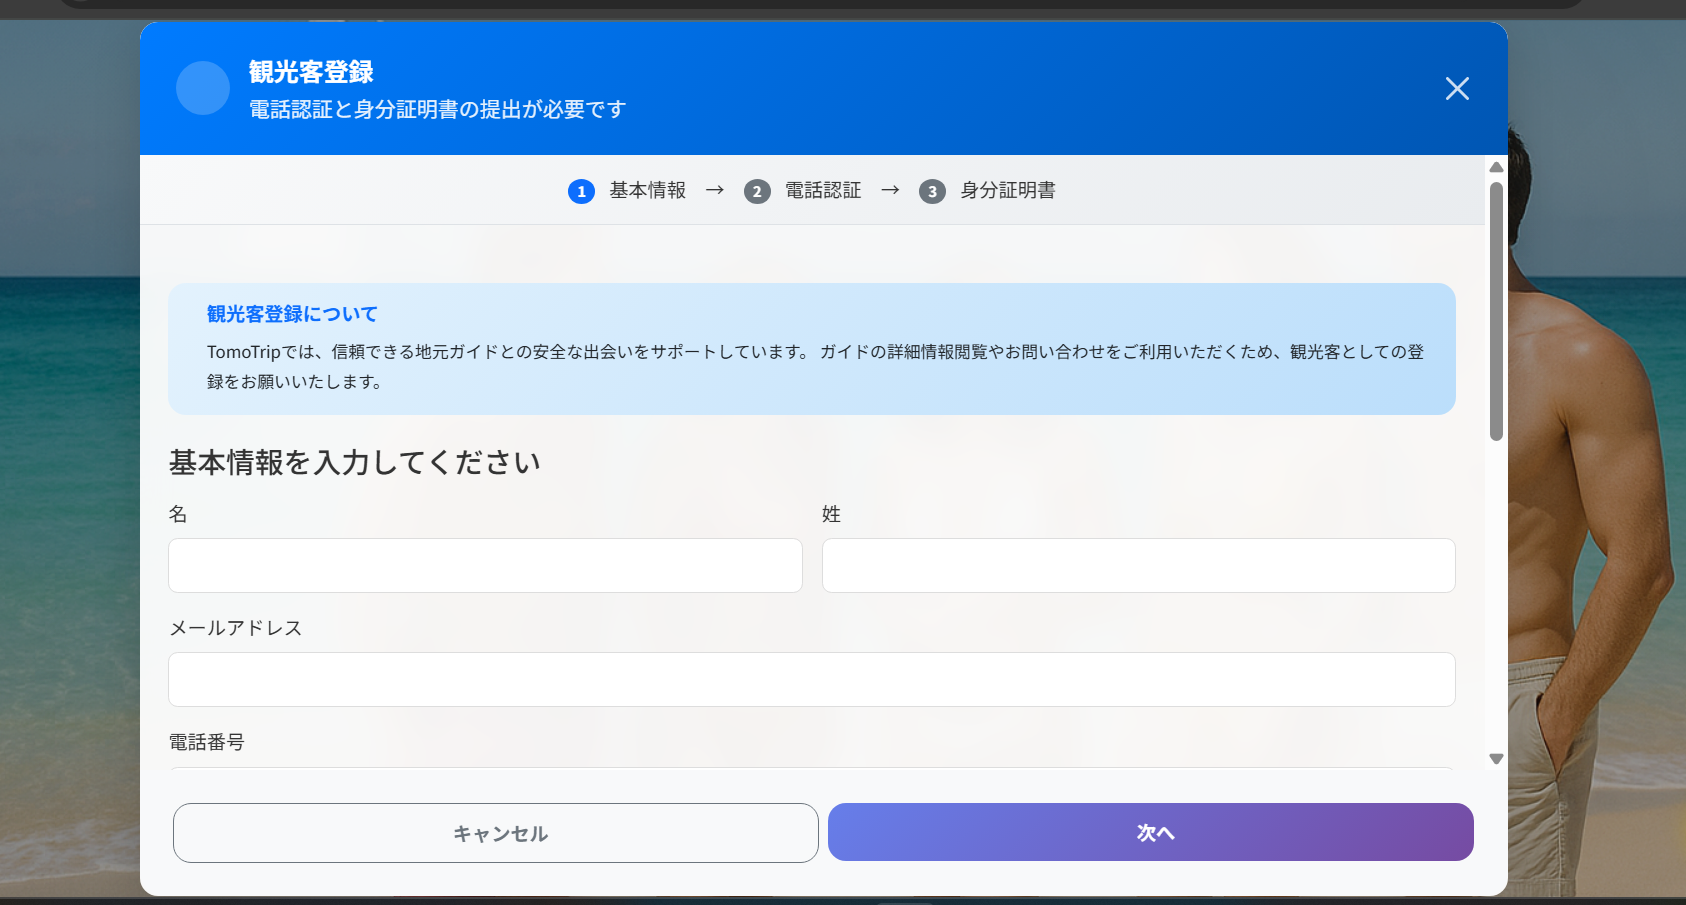 観光客登録
電話認証と身分証明書の提出が必要です
1 基本情報 → 2 電話認証 → 3 身分証明書
観光客登録について
TomoTripでは、信頼できる地元ガイドとの安全な出会いをサポートしています。 ガイドの詳細情報閲覧やお問い合わせをご利用いただくため、観光客としての登
録をお願いいたします。
基本情報を入力してください
名 姓
メールアドレス
電話番号
キャンセル 次へ